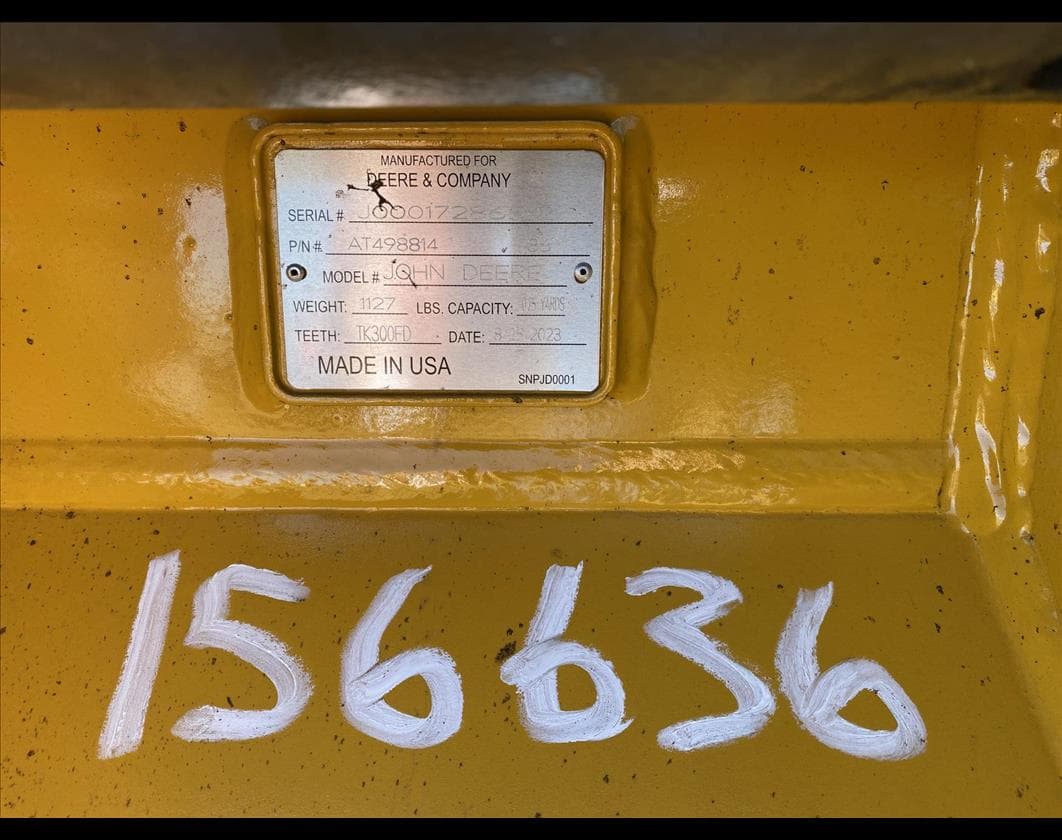 MANUFACTURED FOR
DEERE & COMPANY
SERIAL #
P/N #. AT498814
MODEL # JOHN DEERE
WEIGHT: 1127 LBS. CAPACITY: YARDS
TEETH: TK300FD DATE: 2023
MADE IN USA
SNPJD0001
156636